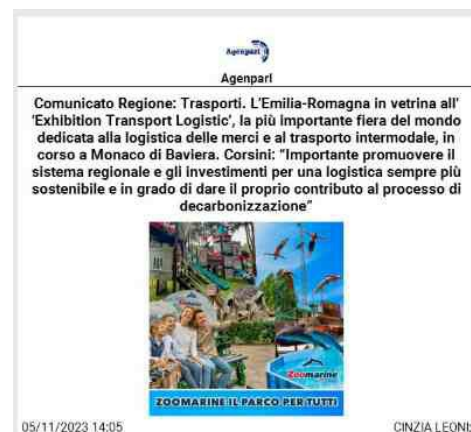 Agenparl
Agenparl
Comunicato Regione: Trasporti. L'Emilia-Romagna in vetrina all'
'Exhibition Transport Logistic', la più importante fiera del mondo
dedicata alla logistica delle merci e al trasporto intermodale, in
corso a Monaco di Baviera. Corsini: "Importante promuovere il
sistema regionale e gli investimenti per una logistica sempre più
sostenibile e in grado di dare il proprio contributo al processo di
decarbonizzazione"
Zoomarine
Zoomarine
ZOOMARINE IL PARCO PER TUTTI
05/11/2023 14:05
CINZIA LEONE